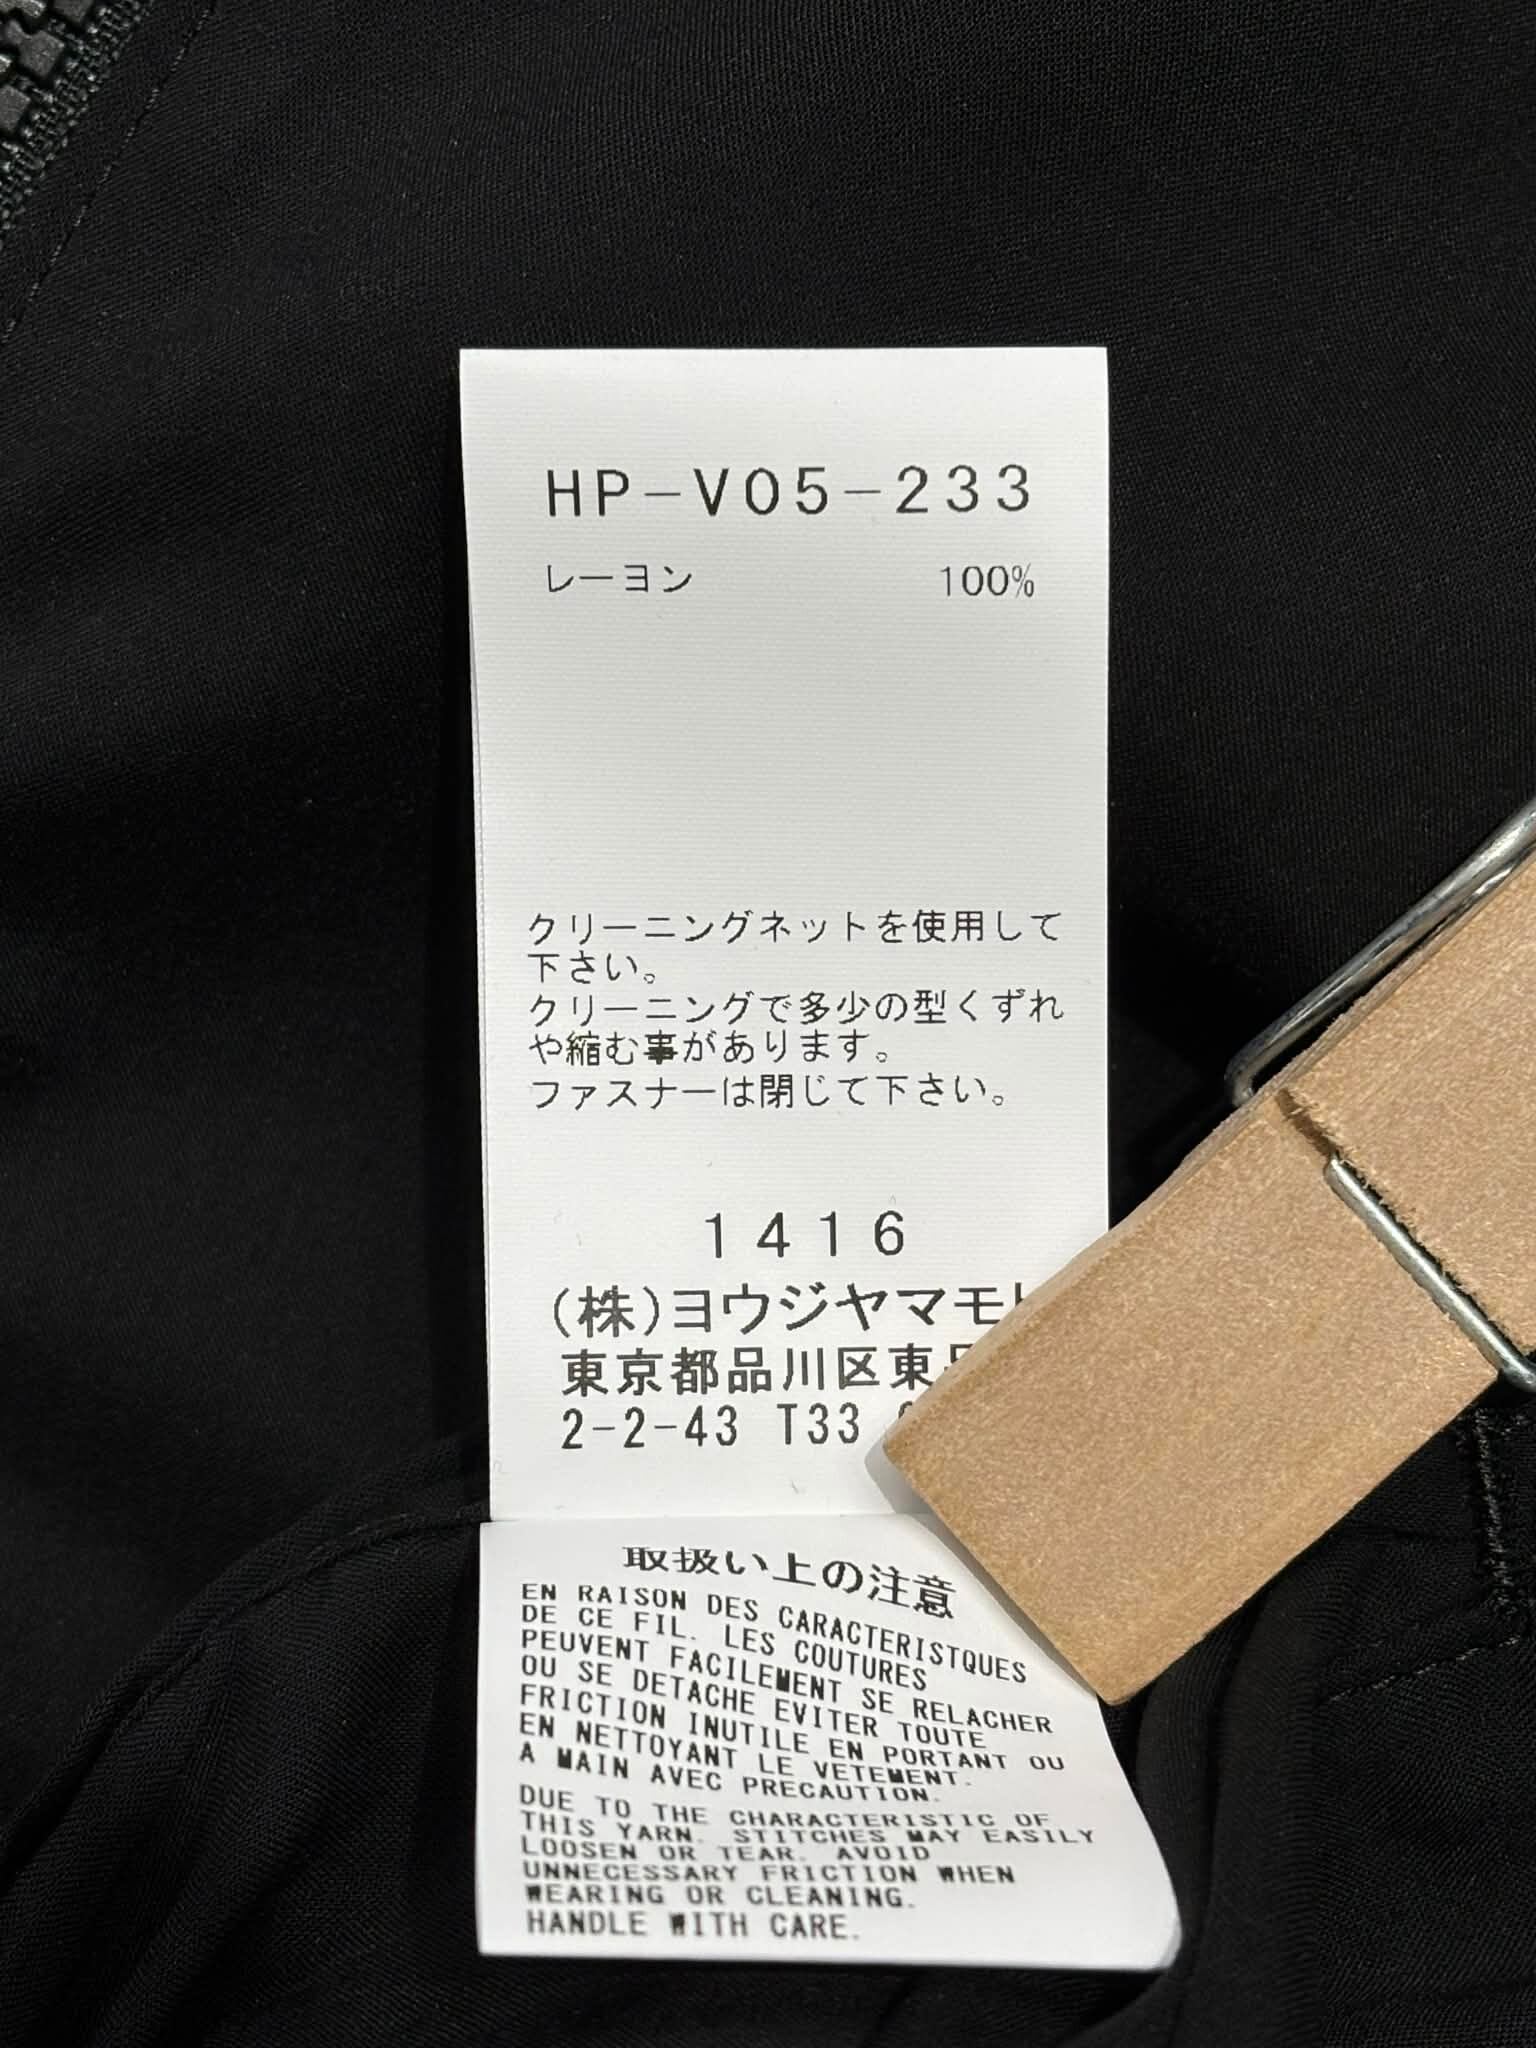 HP-V05-233
レーヨン 100%
クリーニングネットを使用して
下さい。
クリーニングで多少の型くずれ
や縮む事があります。
ファスナーは閉じて下さい。
1416
(株)ヨウジヤマモト
東京都品川区東
2-2-43 T33
取扱い上の注意
EN RAISON DES CARACTERISTQUES
DE CE FIL. LES COUTURES
PEUVENT FACILEMENT SE RELACHER
OU SE DETACHE EVITER TOUTE
FRICTION INUTILE EN PORTANT OU
EN NETTOYANT LE VETEMENT.
A MAIN AVEC PRECAUTION.
DUE TO THE CHARACTERISTIC OF
THIS YARN. STITCHES MAY EASILY
LOOSEN OR TEAR. AVOID
UNNECESSARY FRICTION WHEN
WEARING OR CLEANING.
HANDLE WITH CARE.